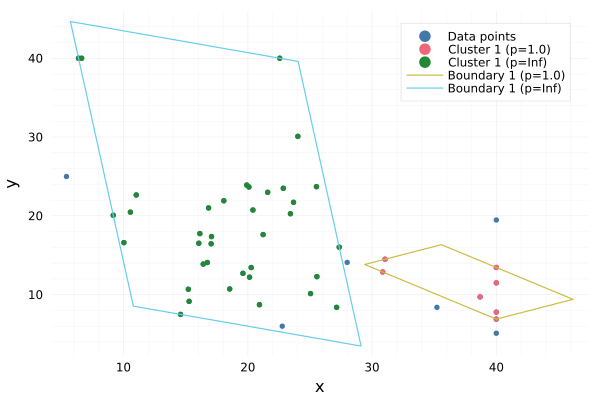 Data points
Cluster 1 (p=1.0)
Cluster 1 (p=Inf)
Boundary 1 (p=1.0)
Boundary 1 (p=Inf)
40
30
20
10
y
10 20 30 40
x